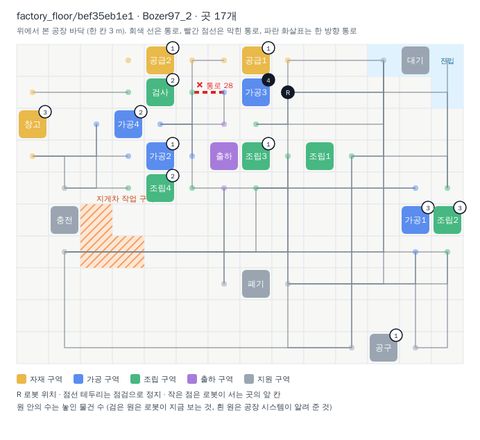 factory_floor/bef35eb1e1 · Bozer97_2 · 곳 17개
위에서 본 공장 바닥 (한 칸 3 m). 회색 선은 통로, 빨간 점선은 막힌 통로, 파란 화살표는 한 방향 통로
공급2 1 공급1 1 대기 진입
검사 2 ✖ 통로 28 가공3 4 R
창고 3 가공4 2
가공2 1 출하 조립3 1 조립1
조립4 2
지게차 작업 구
충전 가공1 3 조립2 3
폐기
공구 1
자재 구역 가공 구역 조립 구역 출하 구역 지원 구역
R 로봇 위치 · 점선 테두리는 점검으로 정지 · 작은 점은 로봇이 서는 곳의 앞 칸
원 안의 수는 놓인 물건 수 (검은 원은 로봇이 지금 보는 것, 흰 원은 공장 시스템이 알려 준 것)